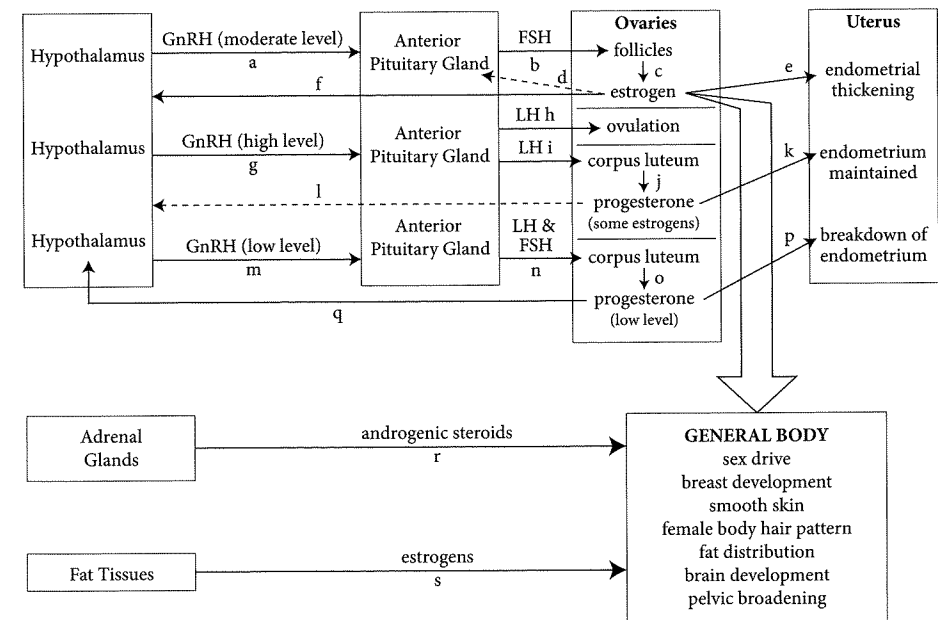 Ovaries
Uterus
Hypothalamus
GnRH (moderate level)
a
Anterior
Pituitary Gland
FSH
b
follicles
c
d
estrogen
e
endometrial
thickening
f
Hypothalamus
GnRH (high level)
g
Anterior
Pituitary Gland
LH h
ovulation
LH i
corpus luteum
j
progesterone
(some estrogens)
k
endometrium
maintained
l
Hypothalamus
GnRH (low level)
m
Anterior
Pituitary Gland
LH &
FSH
n
corpus luteum
o
progesterone
(low level)
p
breakdown of
endometrium
q
Adrenal
Glands
androgenic steroids
r
Fat Tissues
estrogens
s
GENERAL BODY
sex drive
breast development
smooth skin
female body hair pattern
fat distribution
brain development
pelvic broadening